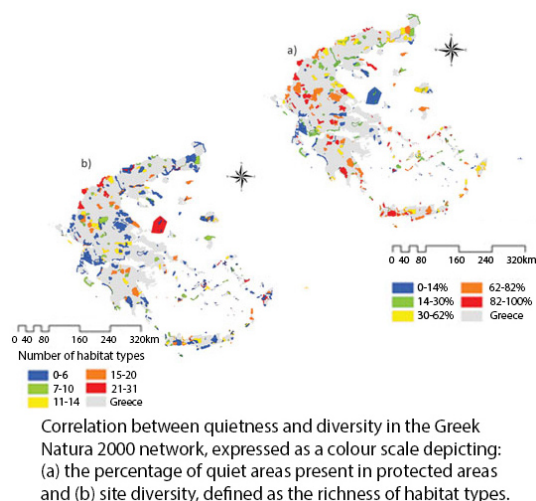 a)
b)
0 40 80 160 240 320km
0-14% 62-82%
14-30% 82-100%
30-62% Greece
0 40 80 160 240 320km
Number of habitat types
0-6 15-20
7-10 21-31
11-14 Greece
Correlation between quietness and diversity in the Greek
Natura 2000 network, expressed as a colour scale depicting:
(a) the percentage of quiet areas present in protected areas
and (b) site diversity, defined as the richness of habitat types.